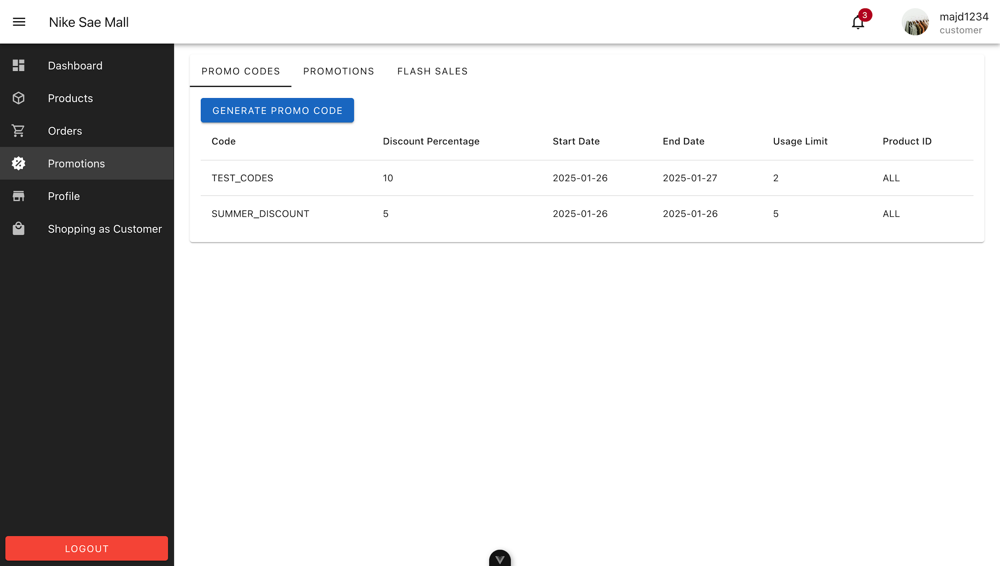 Nike Sae Mall
3
majd1234
customer
Dashboard
Products
Orders
Promotions
Profile
Shopping as Customer
LOGOUT
PROMO CODES PROMOTIONS FLASH SALES
GENERATE PROMO CODE
Code Discount Percentage Start Date End Date Usage Limit Product ID
TEST_CODES 10 2025-01-26 2025-01-27 2 ALL
SUMMER_DISCOUNT 5 2025-01-26 2025-01-26 5 ALL